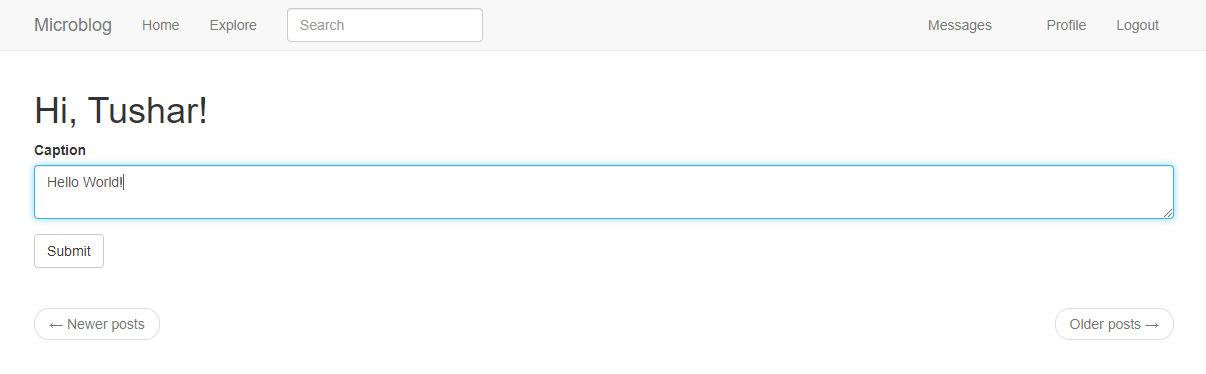 Microblog Home Explore Search Messages Profile Logout
Hi, Tushar!
Caption
Hello World!
Submit
← Newer posts Older posts →